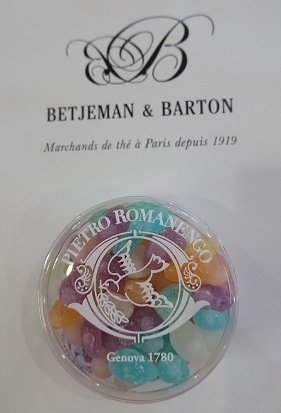 B B
BETJEMAN & BARTON
Marchands de thé à Paris depuis 1919
PIETRO ROMANENGO
Genova 1780